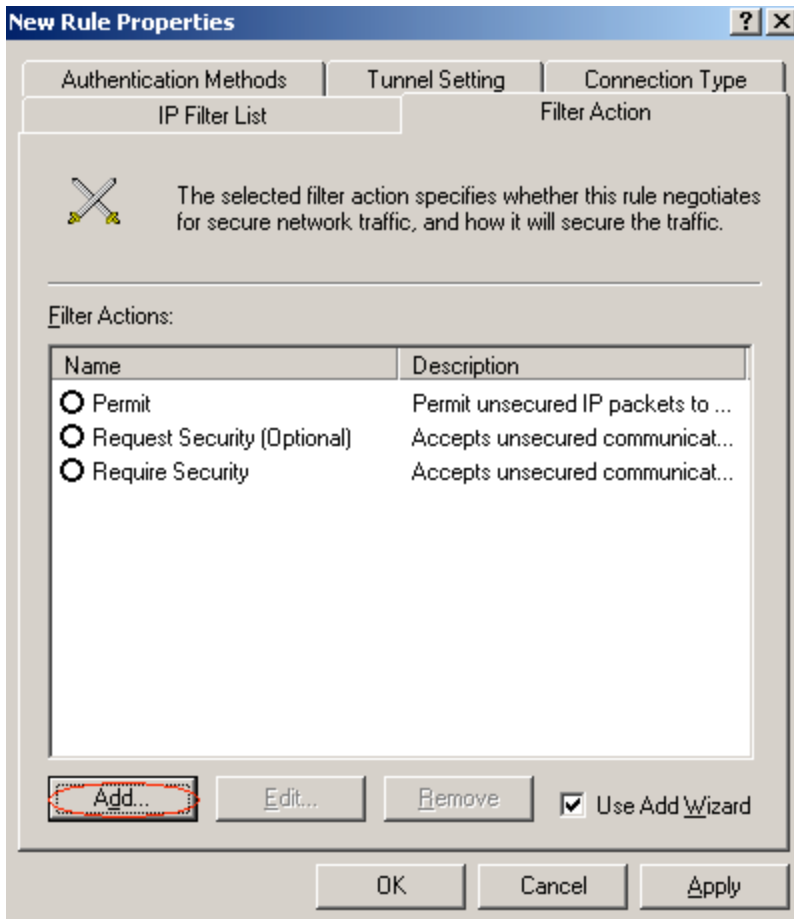 New Rule Properties
Authentication Methods
Tunnel Setting
Connection Type
IP Filter List
Filter Action
The selected filter action specifies whether this rule negotiates
for secure network traffic, and how it will secure the traffic.
Filter Actions:
Name Description
Permit Permit unsecured IP packets to ...
Request Security (Optional) Accepts unsecured communicat...
Require Security Accepts unsecured communicat...
Add... Edit... Remove Use Add Wizard
OK Cancel Apply